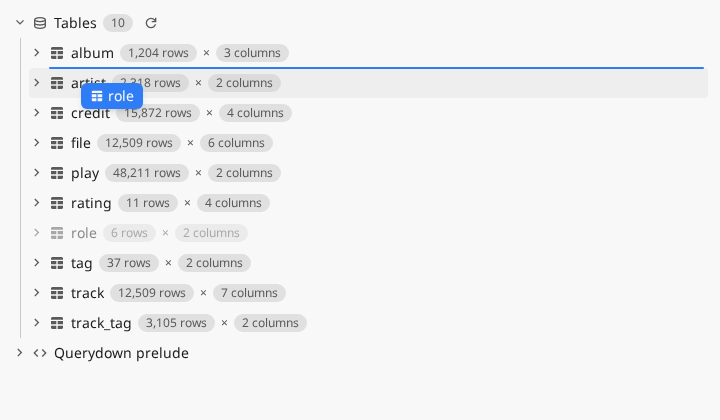 Tables 10
album 1,204 rows × 3 columns
artist 2,318 rows × 2 columns
role
credit 15,872 rows × 4 columns
file 12,509 rows × 6 columns
play 48,211 rows × 2 columns
rating 11 rows × 4 columns
role 6 rows × 2 columns
tag 37 rows × 2 columns
track 12,509 rows × 7 columns
track_tag 3,105 rows × 2 columns
Querydown prelude